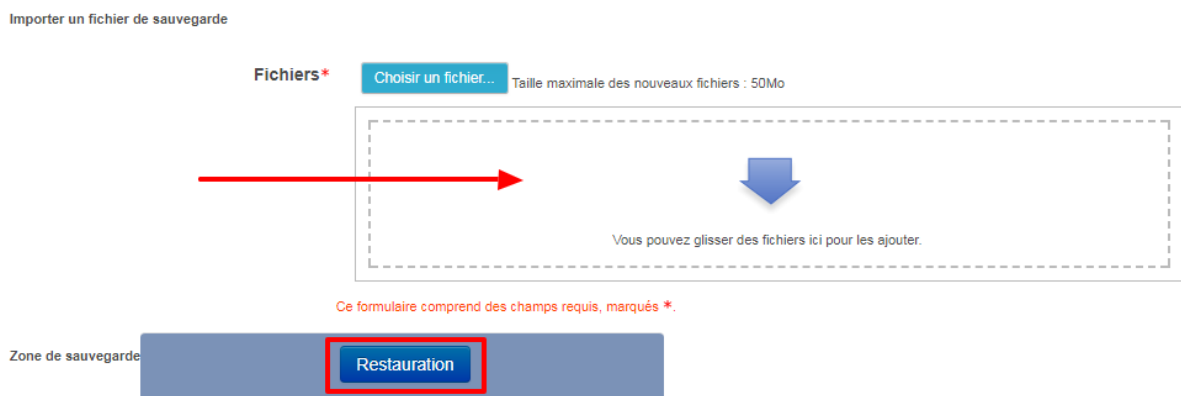 Importer un fichier de sauvegarde
Fichiers* Choisir un fichier... Taille maximale des nouveaux fichiers : 50Mo
Vous pouvez glisser des fichiers ici pour les ajouter.
Ce formulaire comprend des champs requis, marqués *.
Zone de sauvegarde Restauration